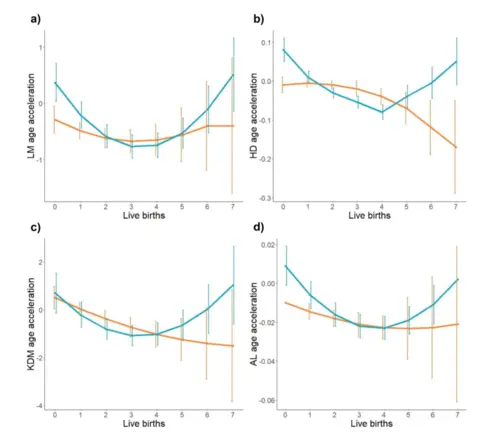 a)
LM age acceleration
1
0
-1
0 1 2 3 4 5 6 7
Live births
b)
HD age acceleration
0.1
0.0
-0.1
-0.2
-0.3
0 1 2 3 4 5 6 7
Live births
c)
KDM age acceleration
2
0
-2
-4
0 1 2 3 4 5 6 7
Live births
d)
AL age acceleration
0.02
0.00
-0.02
-0.04
-0.06
0 1 2 3 4 5 6 7
Live births